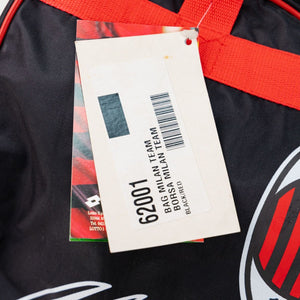 62001
BAG MILAN TEAM
BORSA MILAN TEAM
BLACK/RED